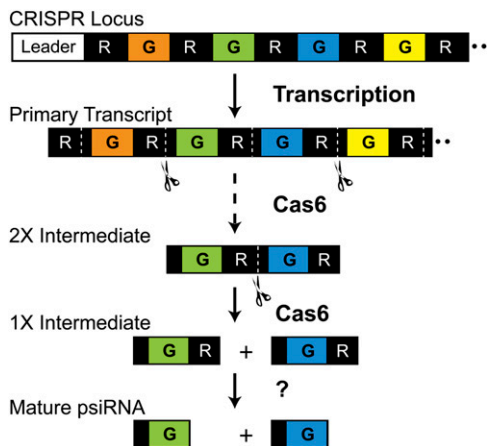 CRISPR Locus
Leader R G R G R G R G R ..
Transcription
Primary Transcript
R G R G R G R G R ..
Cas6
2X Intermediate
G R G R
Cas6
1X Intermediate
G R + G R
?
Mature psiRNA
G + G